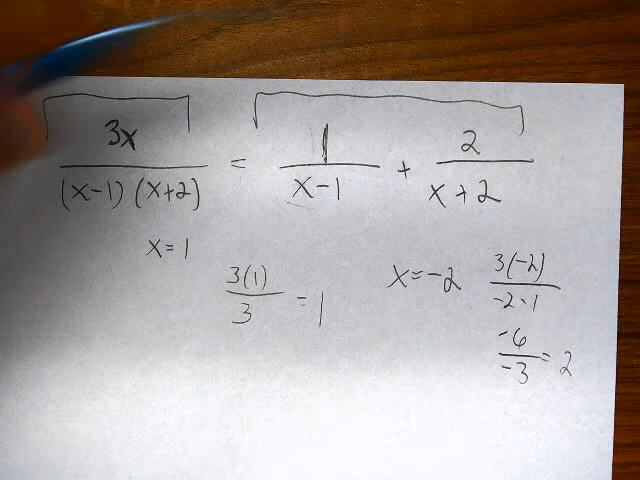 3x/((x-1)(x+2)) = 1/(x-1) + 2/(x+2)
x=1
3(1)/3 = 1
x=-2
3(-2)/-2-1
-6/-3 = 2